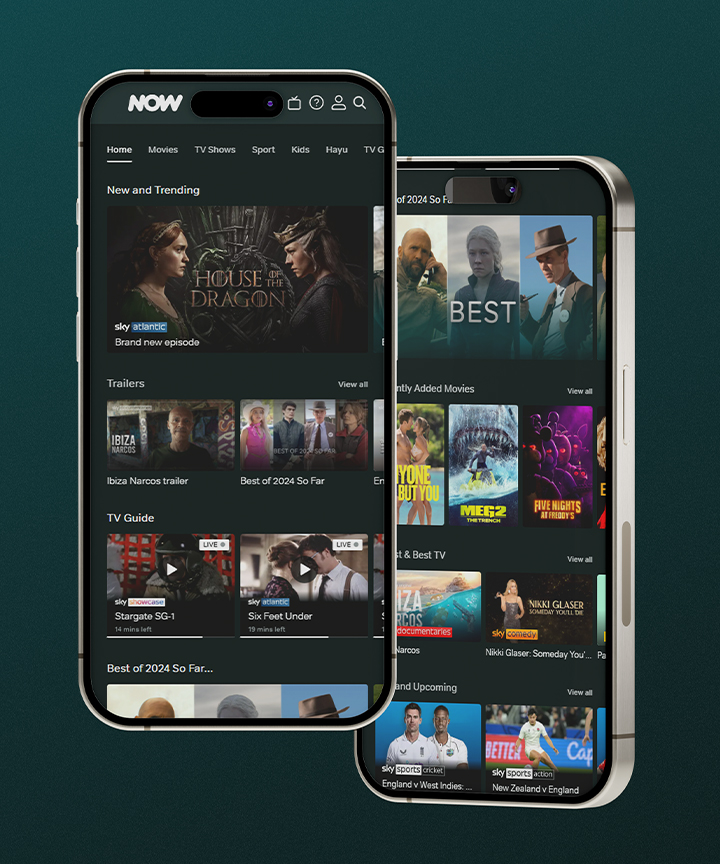 NOW
Home Movies TV Shows Sport Kids Hayu TV G
New and Trending
HOUSE OF THE
DRAGON
sky atlantic
Brand new episode
Trailers View all
IBIZA
NARCOS
BEST OF 2024 SO FAR
Ibiza Narcos trailer Best of 2024 So Far En
TV Guide
LIVE LIVE
sky showcase sky atlantic
Stargate SG-1 Six Feet Under S
14 mins left 19 mins left
Best of 2024 So Far...
of 2024 So Fa
BEST
ntly Added Movies View all
YONE
BUT YOU
MEG2
THE TRENCH
FIVE NIGHTS
AT FREDDY'S
st & Best TV View all
IZA
documentaries
NIKKI GLASER
SOMEDAY YOU'LL DIE
sky comedy
Narcos Nikki Glaser: Someday You'... Pa
and Upcoming View all
BETTER Cap
sky sports cricket sky sports action
England v West Indies: ... New Zealand v England